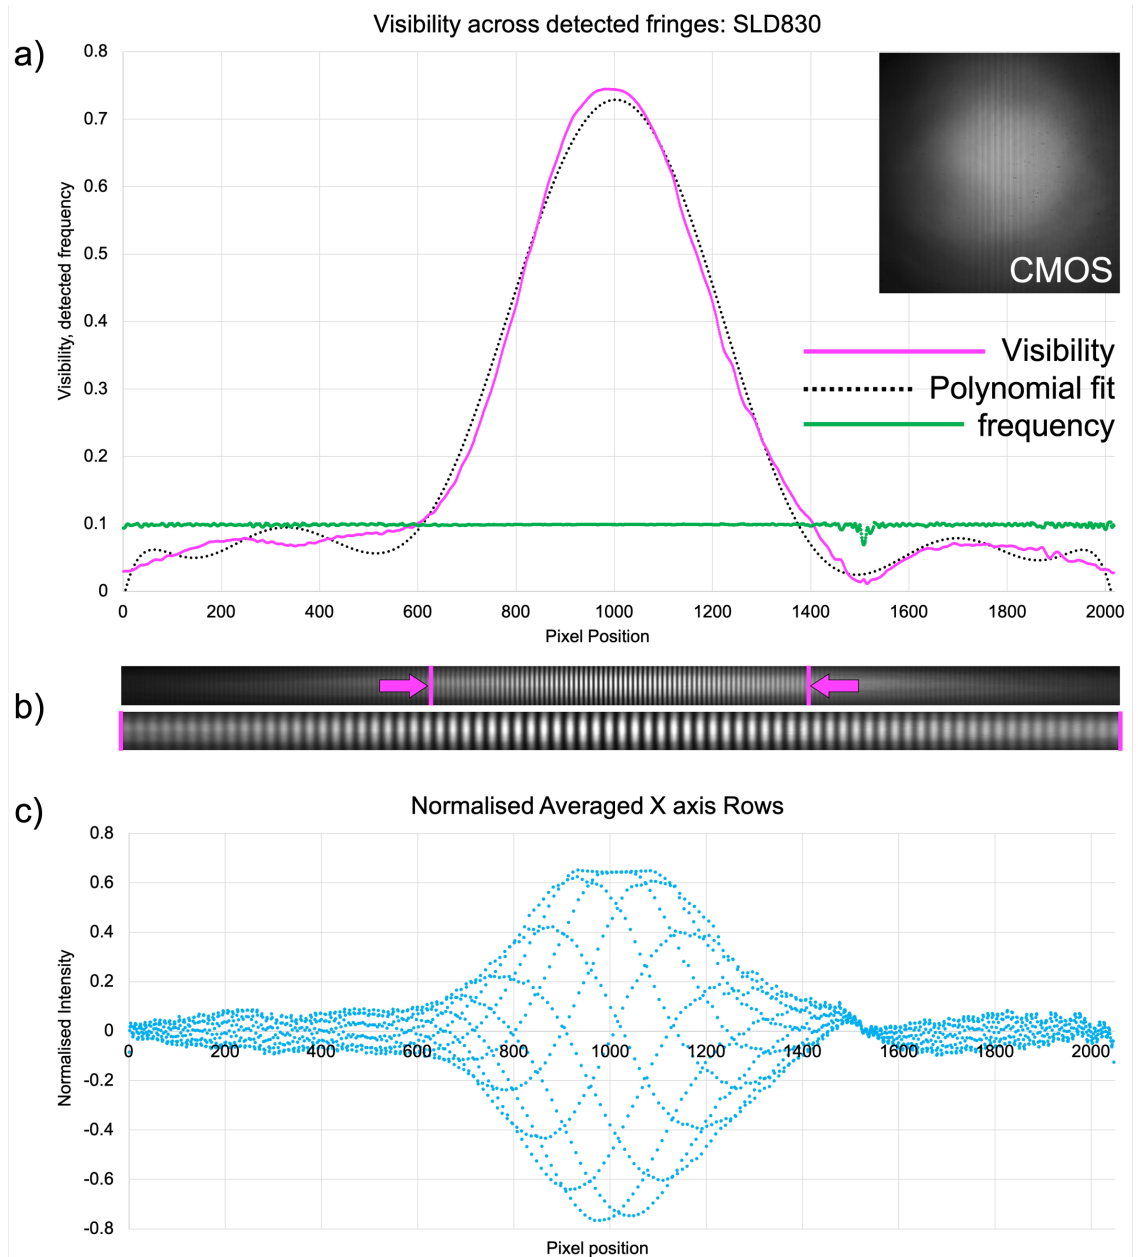 Visibility across detected fringes: SLD830
a)
0.8
0.7
0.6
0.5
0.4
0.3
0.2
0.1
0
Visibility, detected frequency
CMOS
Visibility
Polynomial fit
frequency
0 200 400 600 800 1000 1200 1400 1600 1800 2000
Pixel Position
b)
c)
Normalised Averaged X axis Rows
0.8
0.6
0.4
0.2
0
-0.2
-0.4
-0.6
-0.8
Normalised Intensity
0 200 400 600 800 1000 1200 1400 1600 1800 2000
Pixel position